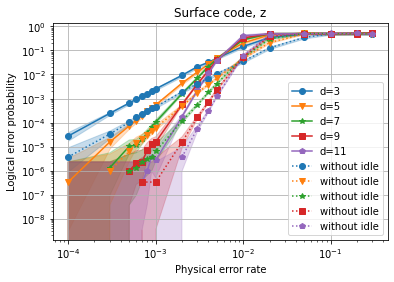 Surface code, z
Logical error probability
10⁰
10⁻¹
10⁻²
10⁻³
10⁻⁴
10⁻⁵
10⁻⁶
10⁻⁷
10⁻⁸
d=3
d=5
d=7
d=9
d=11
without idle
without idle
without idle
without idle
without idle
10⁻⁴ 10⁻³ 10⁻² 10⁻¹
Physical error rate